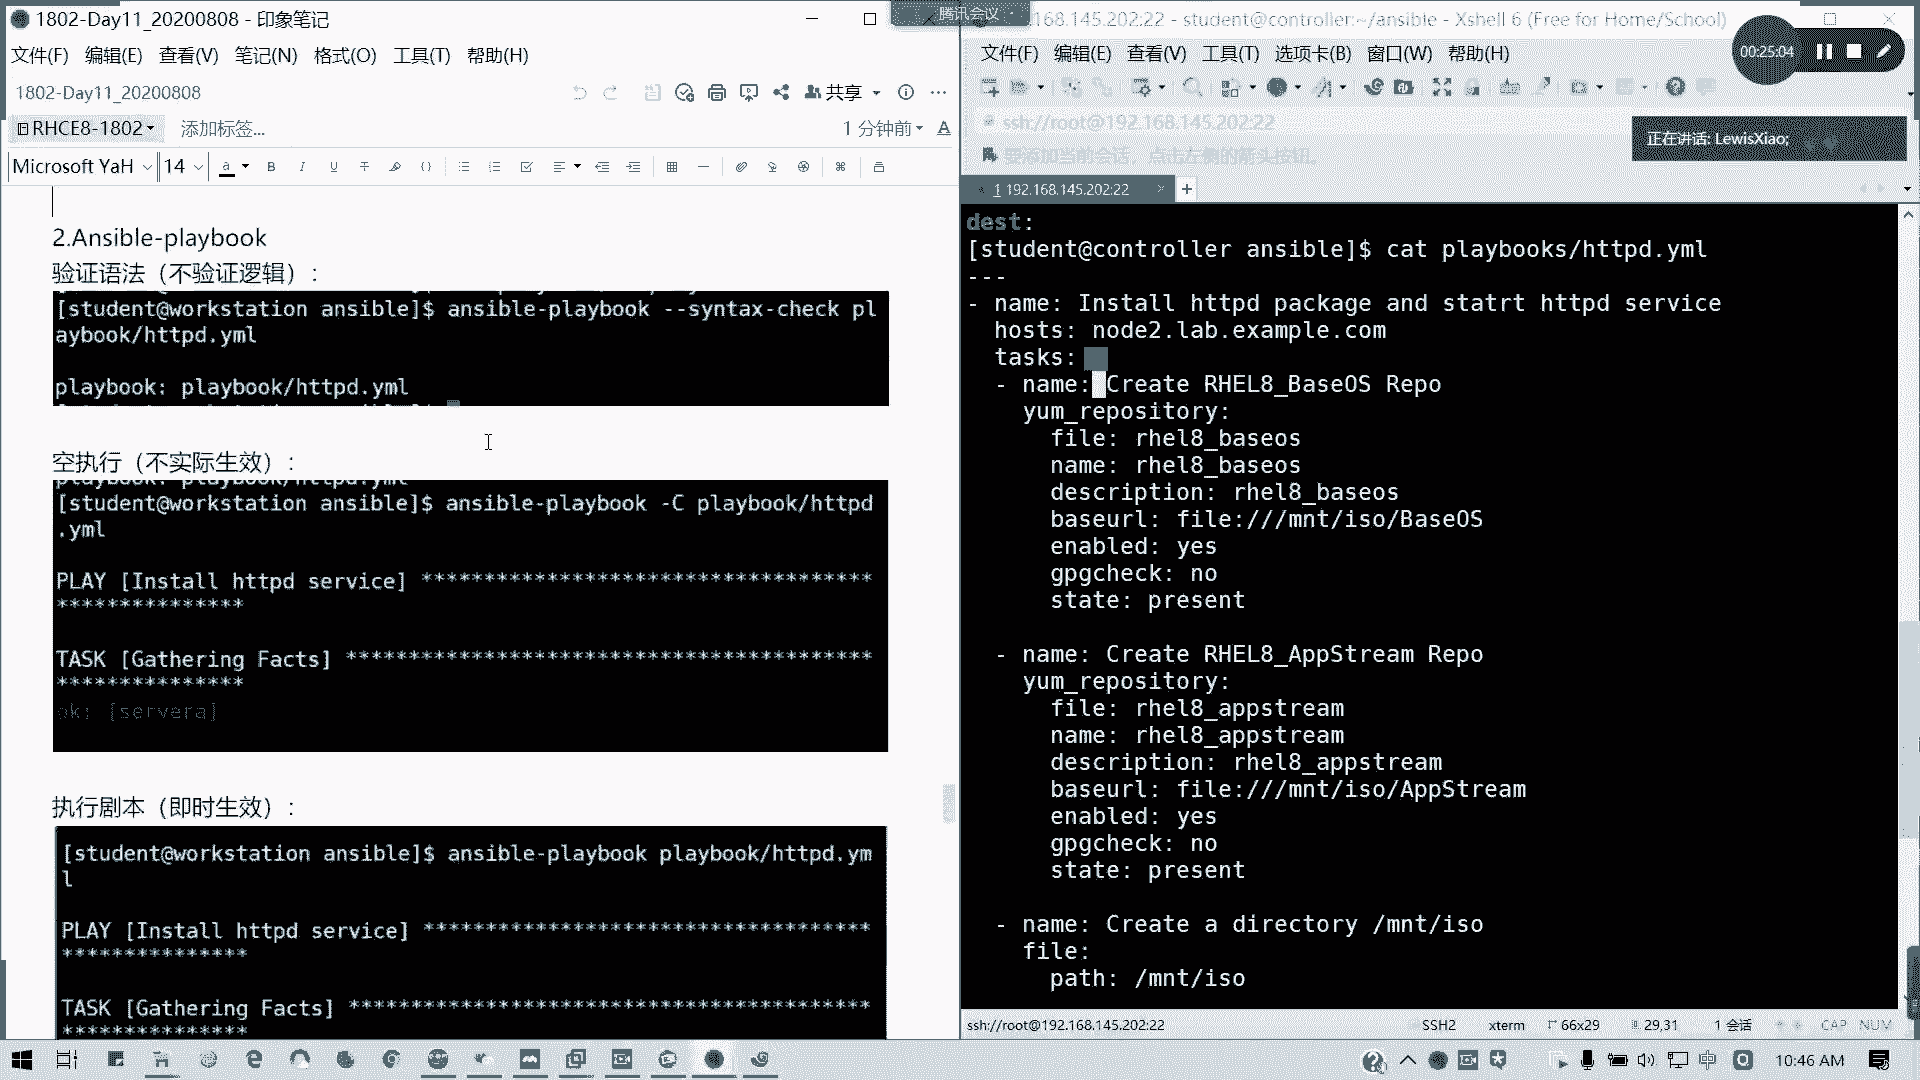 1802-Day11_20200808 - 印象笔记
文件(F) 编辑(E) 查看(V) 笔记(N) 格式(O) 工具(T) 帮助(H)
1802-Day11_20200808
共享
RHCE8-1802
添加标签...
1 分钟前
Microsoft YaH
14
2.Ansible-playbook
验证语法（不验证逻辑）：
[student@workstation ansible]$ ansible-playbook --syntax-check pl
aybook/httpd.yml
playbook: playbook/httpd.yml
空执行（不实际生效）：
playbook: playbook/httpd.yml
[student@workstation ansible]$ ansible-playbook -C playbook/httpd
.yml
PLAY [Install httpd service] ***********************************
***************
TASK [Gathering Facts] *****************************************
***************
ok: [servera]
执行剧本（即时生效）：
[student@workstation ansible]$ ansible-playbook playbook/httpd.ym
l
PLAY [Install httpd service] ***********************************
***************
TASK [Gathering Facts] *****************************************
***************
腾讯会议
168.145.202:22 - student@controller:~/ansible - Xshell 6 (Free for Home/School)
文件(F) 编辑(E) 查看(V) 工具(T) 选项卡(B) 窗口(W) 帮助(H)
00:25:04
ssh://root@192.168.145.202:22
正在讲话: LewisXiao;
要添加当前会话，点击左侧的箭头按钮。
1 192.168.145.202:22
dest:
[student@controller ansible]$ cat playbooks/httpd.yml
---
- name: Install httpd package and statrt httpd service
hosts: node2.lab.example.com
tasks:
- name: Create RHEL8_BaseOS Repo
yum_repository:
file: rhel8_baseos
name: rhel8_baseos
description: rhel8_baseos
baseurl: file:///mnt/iso/BaseOS
enabled: yes
gpgcheck: no
state: present
- name: Create RHEL8_AppStream Repo
yum_repository:
file: rhel8_appstream
name: rhel8_appstream
description: rhel8_appstream
baseurl: file:///mnt/iso/AppStream
enabled: yes
gpgcheck: no
state: present
- name: Create a directory /mnt/iso
file:
path: /mnt/iso
ssh://root@192.168.145.202:22
SSH2
xterm
66x29
29,31
1 会话
CAP NUM
中
10:46 AM